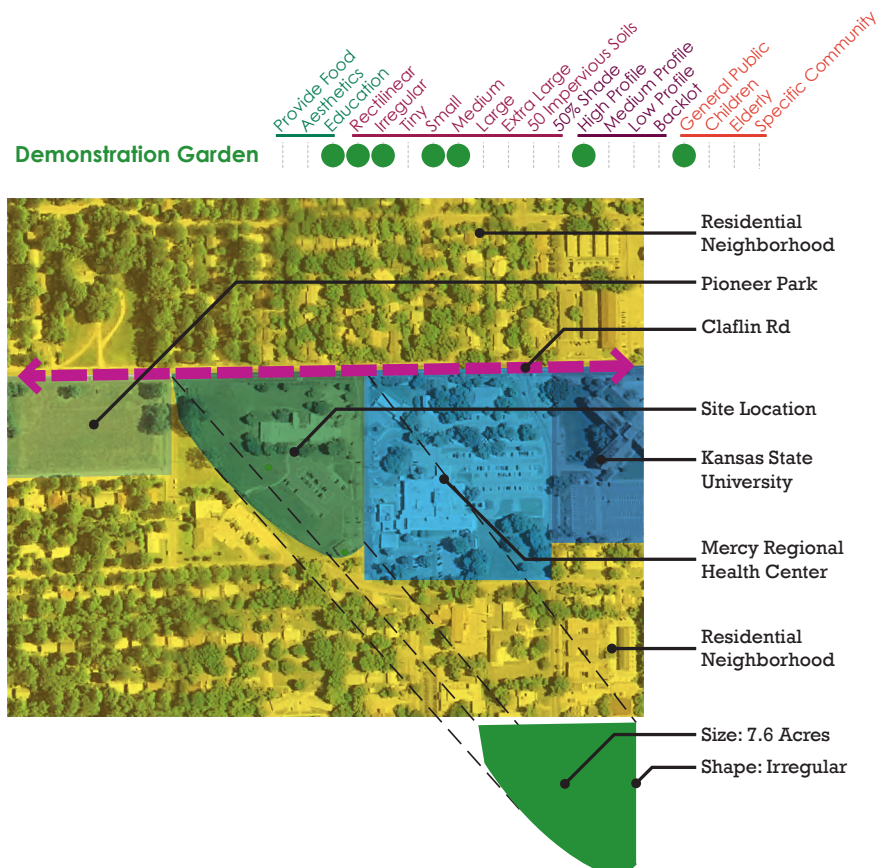 Provide Food
Aesthetics
Education
Rectilinear
Irregular
Tiny
Small
Medium
Large
Extra Large
50 Impervious Soils
50% Shade
High Profile
Medium Profile
Low Profile
Backlot
General Public
Children
Elderly
Specific Community
Demonstration Garden
Residential
Neighborhood
Pioneer Park
Claflin Rd
Site Location
Kansas State
University
Mercy Regional
Health Center
Residential
Neighborhood
Size: 7.6 Acres
Shape: Irregular